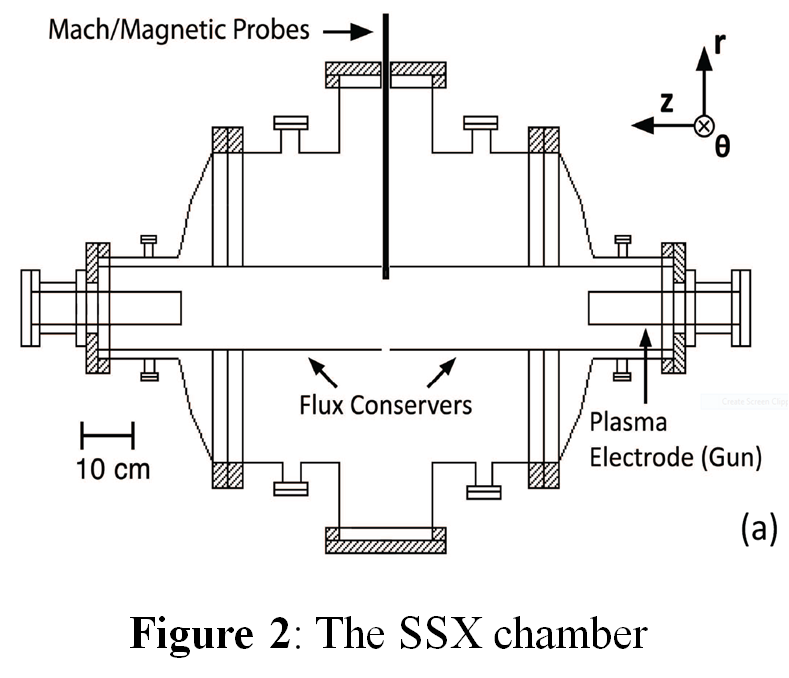 Mach/Magnetic Probes
r
z
θ
Flux Conservers
10 cm
Plasma
Electrode (Gun)
(a)
Figure 2: The SSX chamber